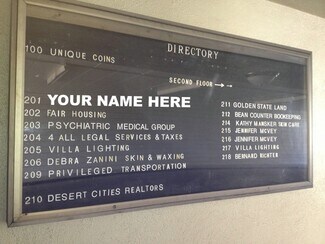 DIRECTORY
100 UNIQUE COINS
SECOND FLOOR → →
201 YOUR NAME HERE
202 FAIR HOUSING
203 PSYCHIATRIC MEDICAL GROUP
204 4 ALL LEGAL SERVICES & TAXES
205 VILLA LIGHTING
206 DEBRA ZANINI SKIN & WAXING
209 PRIVILEGED TRANSPORTATION
210 DESERT CITIES REALTORS
211 GOLDEN STATE LAND
212 BEAN COUNTER BOOKEEPING
214 KATHY MANSKER SKIN CARE
215 JENNIFER MCVEY
216 JENNIFER MCVEY
217 VILLA LIGHTING
218 BERNARD RICHTER